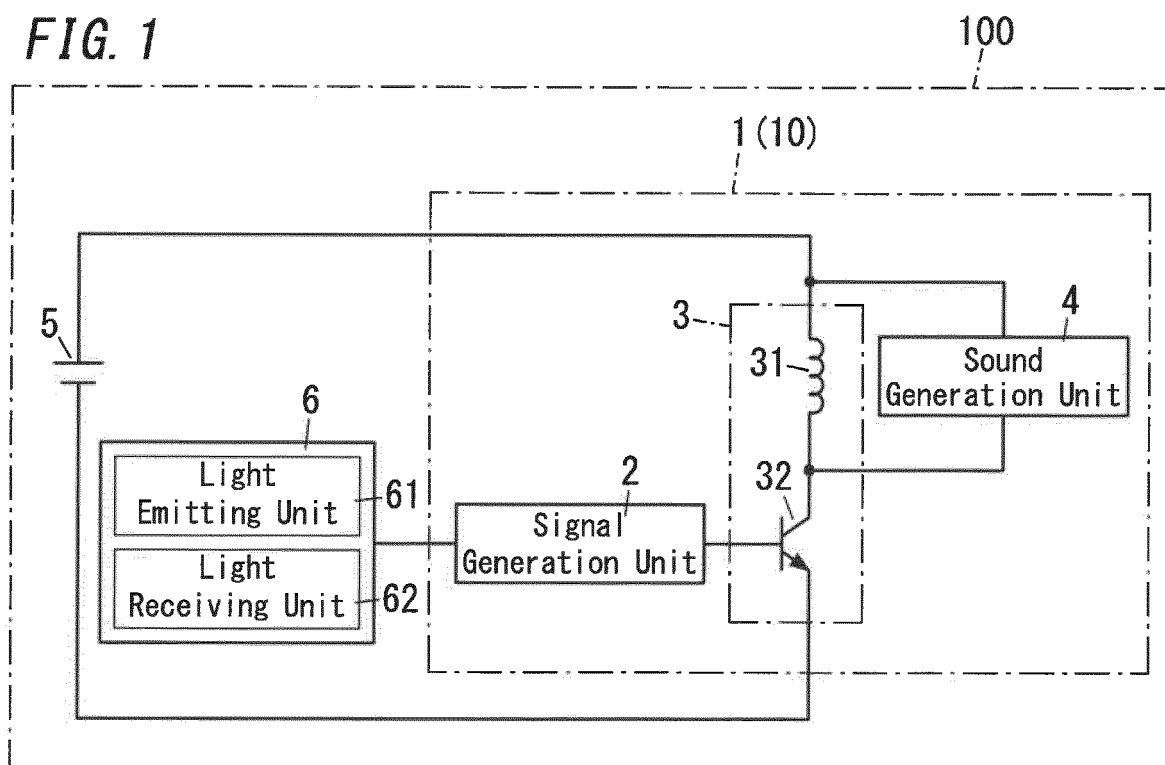 FIG. 1
100
1(10)
5
3
31
4
Sound
Generation Unit
6
Light
Emitting Unit
61
Light
Receiving Unit
62
2
Signal
Generation Unit
32